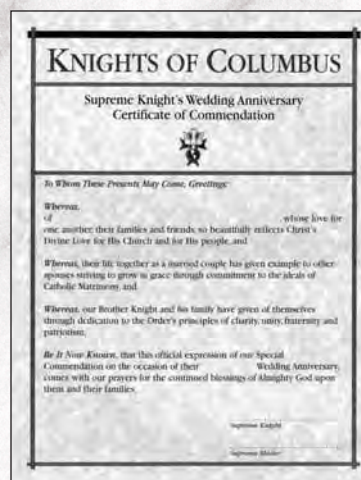 KNIGHTS OF COLUMBUS
Supreme Knight's Wedding Anniversary
Certificate of Commendation
To Whom These Presents May Come, Greetings:
Whereas,
of , whose love for
one another, their families and friends, so beautifully reflects Christ's
Divine Love for His Church and for His people, and
Whereas, their life together as a married couple has given example to other
spouses striving to grow in grace through commitment to the ideals of
Catholic Matrimony, and
Whereas, our Brother Knight and his family have given of themselves
through dedication to the Order's principles of charity, unity, fraternity and
patriotism,
Be It Now Known, that this official expression of our Special
Commendation on the occasion of their Wedding Anniversary,
comes with our prayers for the continued blessings of Almighty God upon
them and their families.
Supreme Knight
Supreme Master